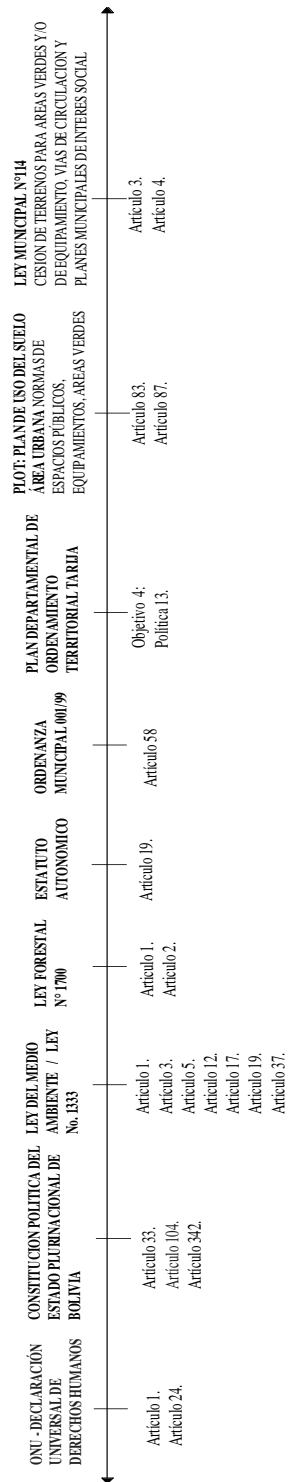 ONU - DECLARACIÓN
UNIVERSAL DE
DERECHOS HUMANOS
Artículo 1.
Artículo 24.
CONSTITUCION POLITICA DEL
ESTADO PLURINACIONAL DE
BOLIVIA
Artículo 33.
Artículo 104.
Artículo 342.
LEY DEL MEDIO
AMBIENTE / LEY
No. 1333
Artículo 1.
Artículo 3.
Artículo 5.
Artículo 12.
Artículo 17.
Artículo 19.
Artículo 37.
LEY FORESTAL
Nº 1700
Artículo 1.
Artículo 2.
ESTATUTO
AUTONOMICO
Artículo 19.
ORDENANZA
MUNICIPAL 001/99
Artículo 58
PLAN DEPARTAMENTAL DE
ORDENAMIENTO
TERRITORIAL TARIJA
Objetivo 4:
Política 13.
PLOT: PLAN DE USO DEL SUELO
ÁREA URBANA NORMAS DE
ESPACIOS PÚBLICOS,
EQUIPAMIENTOS, AREAS VERDES
Artículo 83.
Artículo 87.
LEY MUNICIPAL Nº114
CESION DE TERRENOS PARA AREAS VERDES Y/O
DE EQUIPAMIENTO, VIAS DE CIRCULACION Y
PLANES MUNICIPALES DE INTERES SOCIAL
Artículo 3.
Artículo 4.